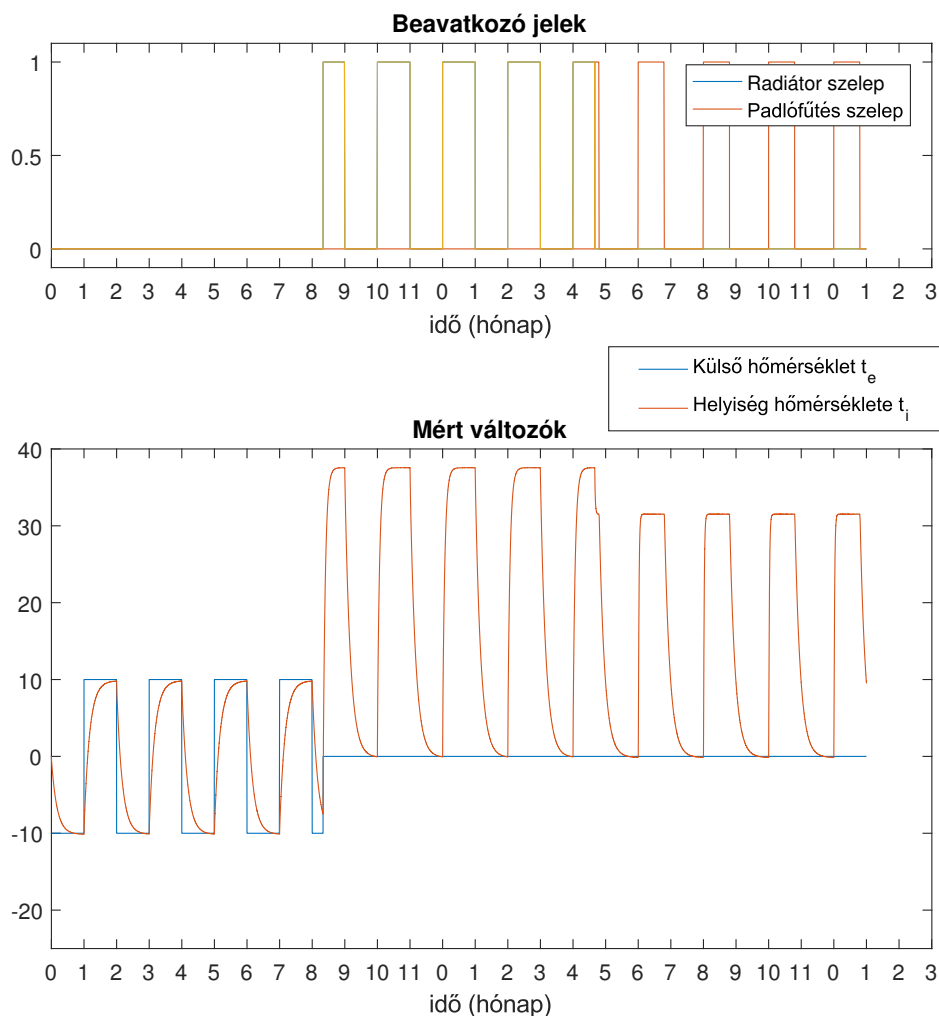 Beavatkozó jelek
1
0.5
0
Radiátor szelep
Padlófűtés szelep
0 1 2 3 4 5 6 7 8 9 10 11 0 1 2 3 4 5 6 7 8 9 10 0 1 2 3
idő (hónap)
Külső hőmérséklet t_e
Helyiség hőmérséklete t_i
Mért változók
40
30
20
10
0
-10
-20
0 1 2 3 4 5 6 7 8 9 10 11 0 1 2 3 4 5 6 7 8 9 10 0 1 2 3
idő (hónap)